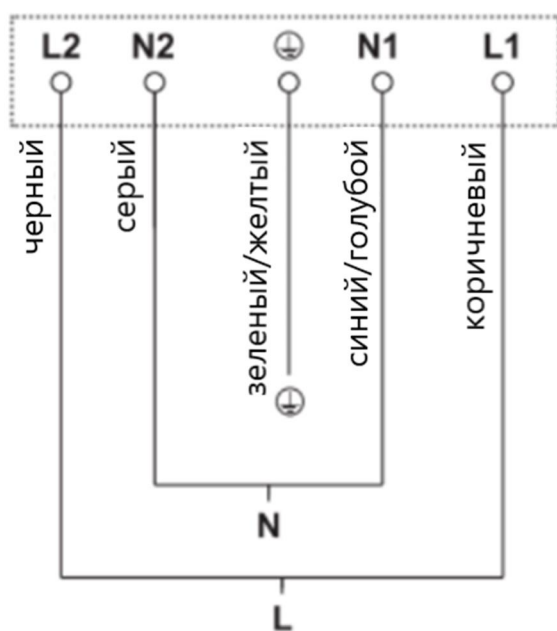 L2 N2 N1 L1
черный
серый
зеленый/желтый
синий/голубой
коричневый
N
L